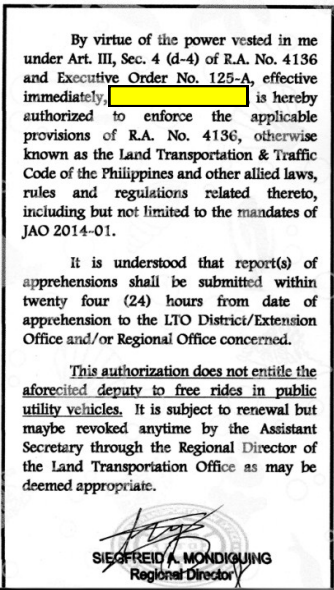 By virtue of the power vested in me
under Art. III, Sec. 4 (d-4) of R.A. No. 4136
and Executive Order No. 125-A, effective
immediately, is hereby
authorized to enforce the applicable
provisions of R.A. No. 4136, otherwise
known as the Land Transportation & Traffic
Code of the Philippines and other allied laws,
rules and regulations related thereto,
including but not limited to the mandates of
JAO 2014-01.
It is understood that report(s) of
apprehensions shall be submitted within
twenty four (24) hours from date of
apprehension to the LTO District/Extension
Office and/or Regional Office concerned.
This authorization does not entitle the
aforecited deputy to free rides in public
utility vehicles. It is subject to renewal but
maybe revoked anytime by the Assistant
Secretary through the Regional Director of
the Land Transportation Office as may be
deemed appropriate.
SIEGFREID A. MONDIGUING
Regional Director